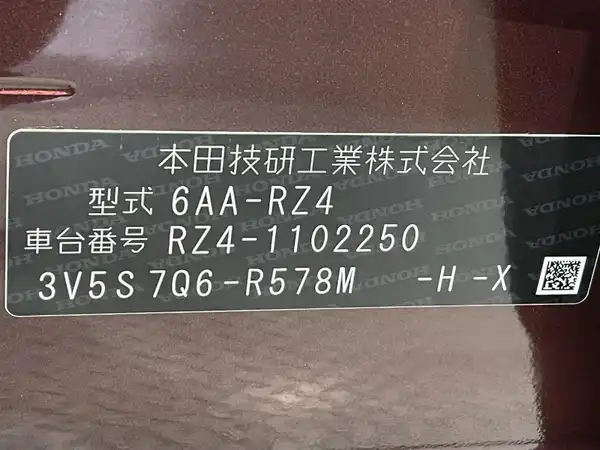 本田技研工業株式会社
型式 6AA-RZ4
車台番号 RZ4-1102250
3V5S7Q6-R578M -H-X